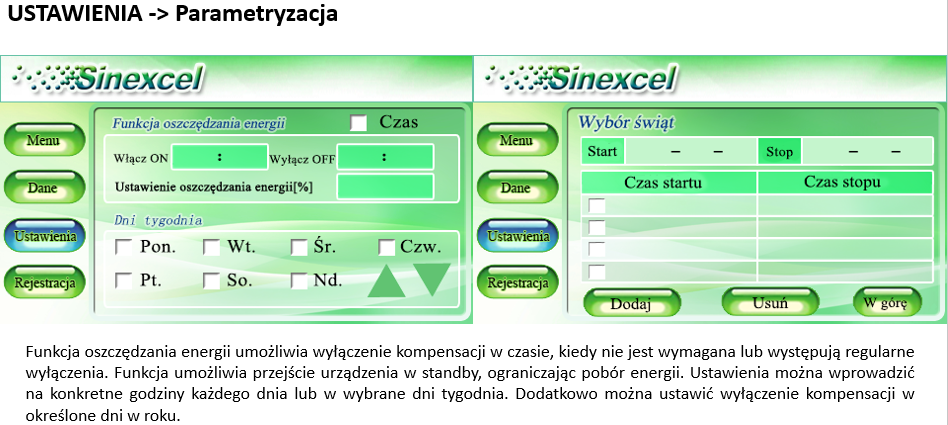 USTAWIENIA -> Parametryzacja
Sinexcel
Menu
Dane
Ustawienia
Rejestracja
Funkcja oszczędzania energii
Czas
Włącz ON : Wyłącz OFF :
Ustawienie oszczędzania energii[%]
Dni tygodnia
Pon. Wt. Śr. Czw.
Pt. So. Nd.
Sinexcel
Menu
Dane
Ustawienia
Rejestracja
Wybór świąt
Start – – Stop – –
Czas startu Czas stopu
Dodaj Usuń W górę
Funkcja oszczędzania energii umożliwia wyłączenie kompensacji w czasie, kiedy nie jest wymagana lub występują regularne
wyłączenia. Funkcja umożliwia przejście urządzenia w standby, ograniczając pobór energii. Ustawienia można wprowadzić
na konkretne godziny każdego dnia lub w wybrane dni tygodnia. Dodatkowo można ustawić wyłączenie kompensacji w
określone dni w roku.